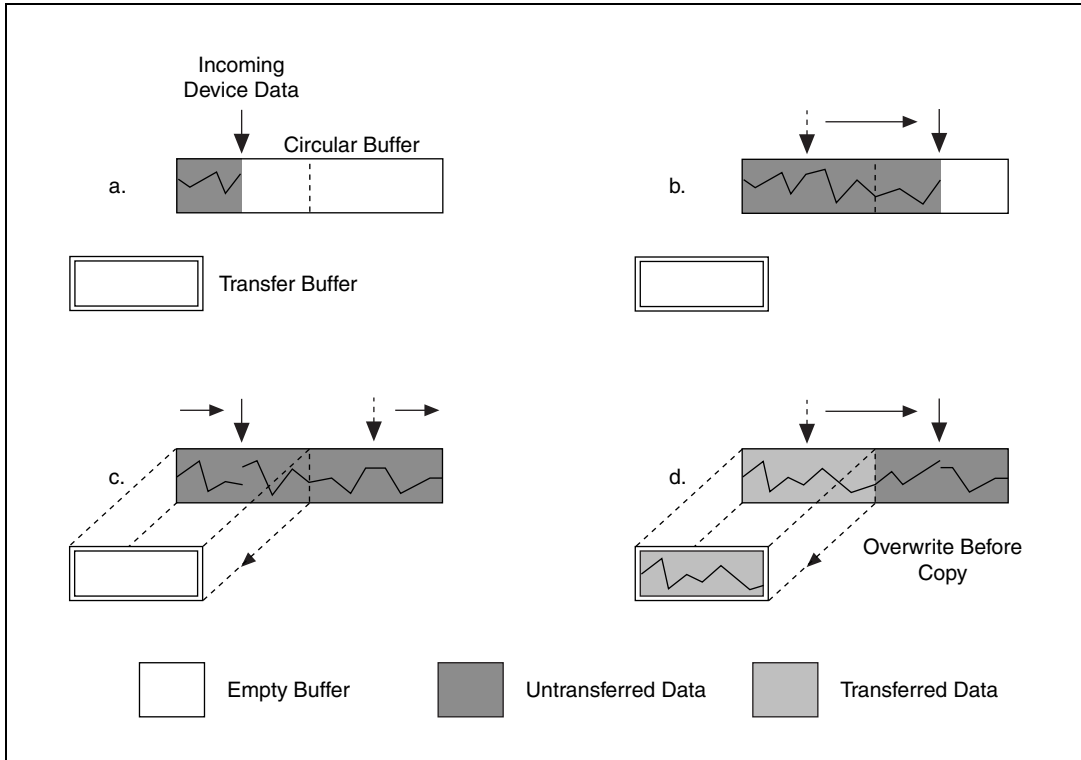 Incoming
Device Data
Circular Buffer
a.
b.
Transfer Buffer
c.
d.
Overwrite Before
Copy
Empty Buffer
Untransferred Data
Transferred Data